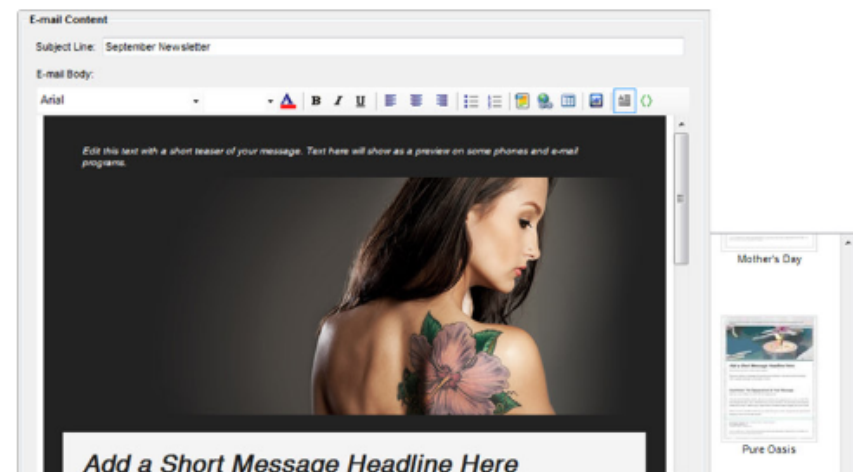 E-mail Content
Subject Line: September Newsletter
E-mail Body:
Arial
B I U
Edit this text with a short teaser of your message. Text here will show as a preview on some phones and e-mail
programs.
Mother's Day
Add a Short Message Headline Here
Pure Oasis